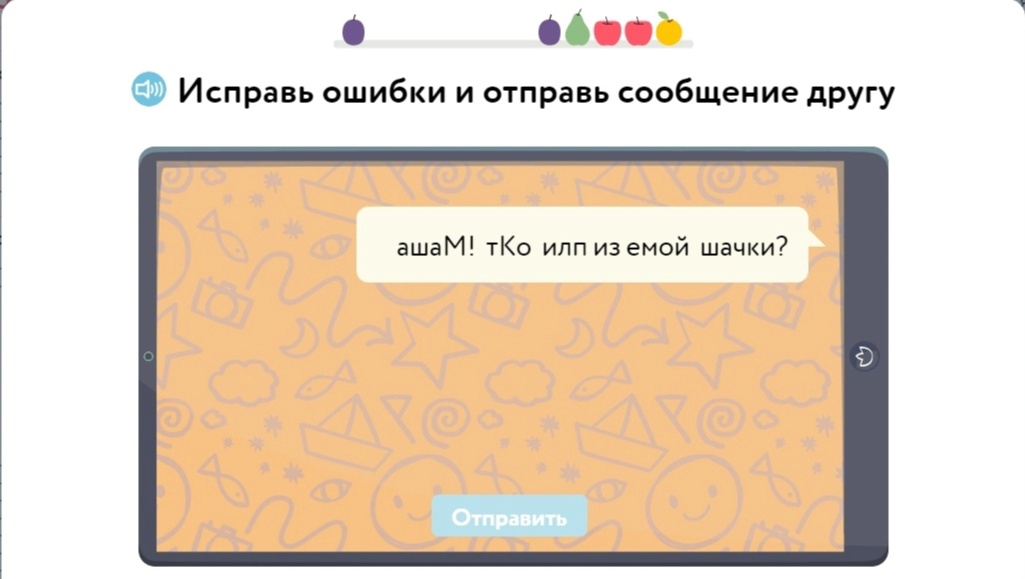 Исправь ошибки и отправь сообщение другу
ашаМ! тКо илп из емой шачки?
Отправить